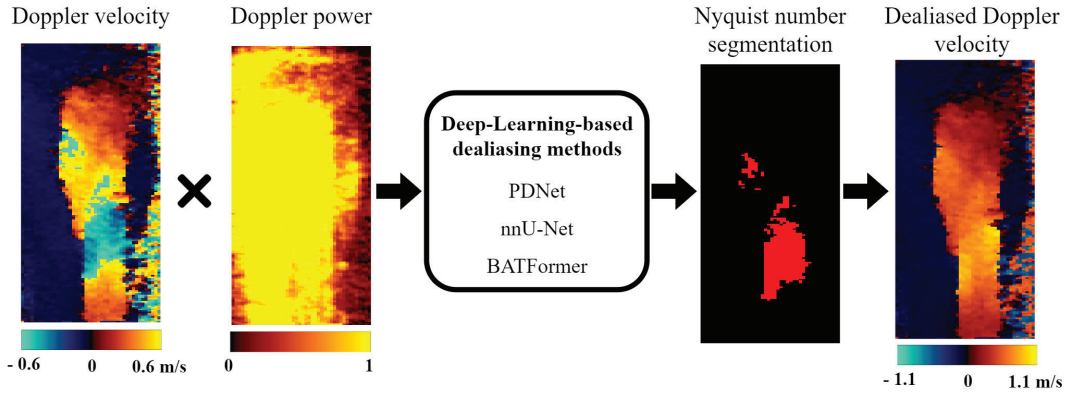 Doppler velocity
Doppler power
Nyquist number
segmentation
Dealiased Doppler
velocity
Deep-Learning-based
dealiasing methods
PDNet
nnU-Net
BATFormer
- 0.6 0 0.6 m/s
0 1
- 1.1 0 1.1 m/s